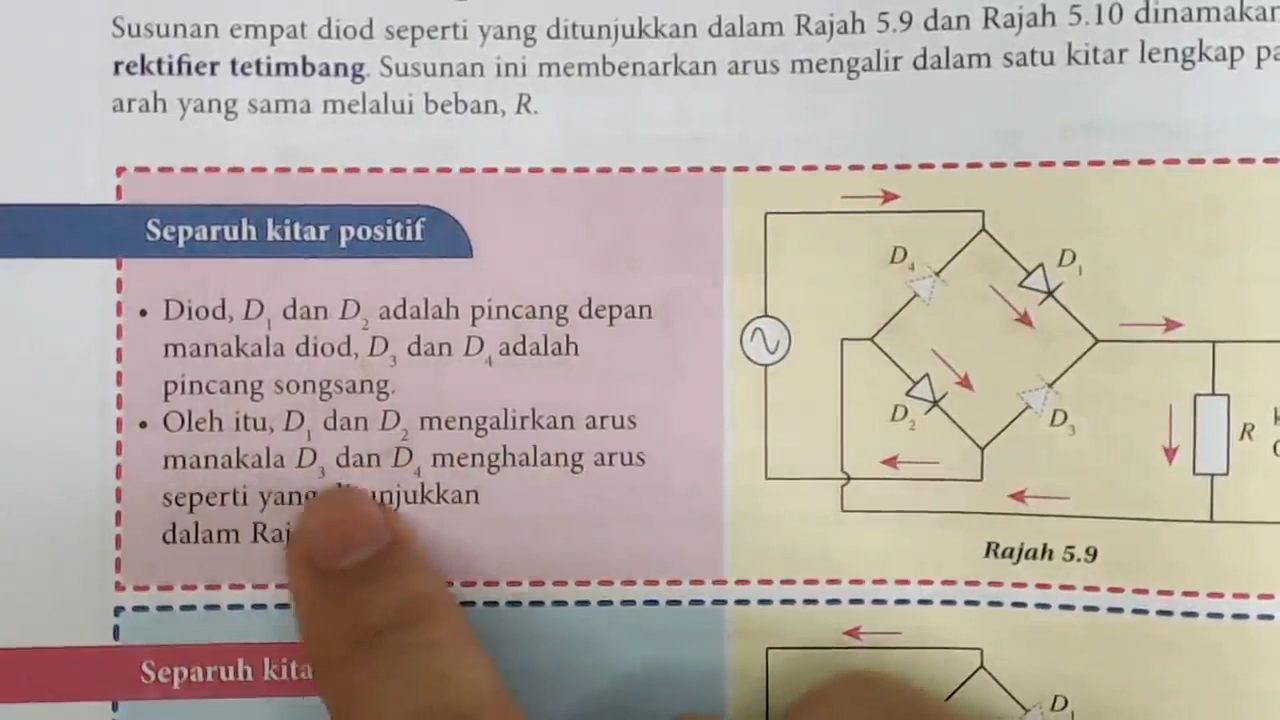 Susunan empat diod seperti yang ditunjukkan dalam Rajah 5.9 dan Rajah 5.10 dinamakan
rektifier tetimbang. Susunan ini membenarkan arus mengalir dalam satu kitar lengkap
arah yang sama melalui beban, R.
Separuh kitar positif
• Diod, D₁ dan D₂ adalah pincang depan
manakala diod, D₃ dan D₄ adalah
pincang songsang.
• Oleh itu, D₁ dan D₂ mengalirkan arus
manakala D₃ dan D₄ menghalang arus
seperti yang ditunjukkan
dalam
D₄
D₁
D₂
D₃
R
Rajah 5.9
Separuh
D₁